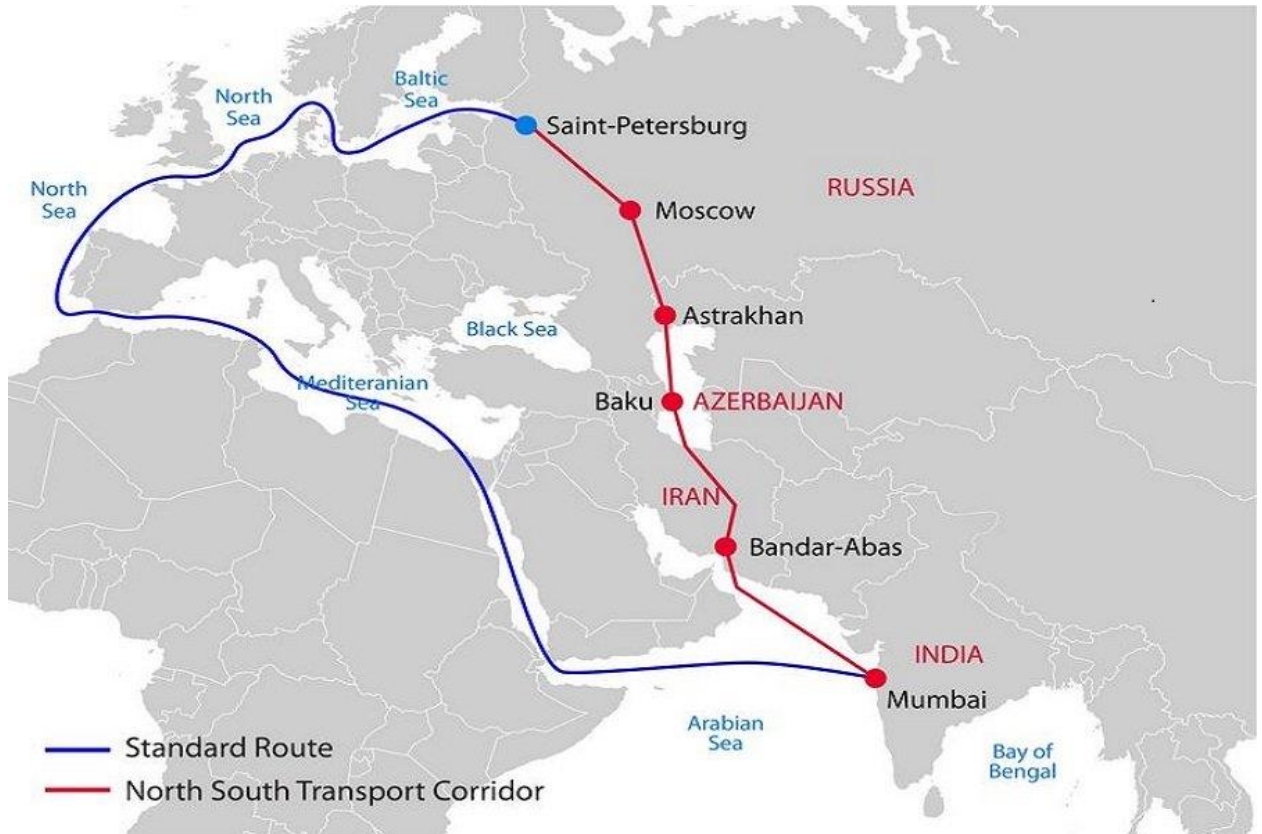 Baltic
Sea
North
Sea
Saint-Petersburg
North
Sea
RUSSIA
Moscow
Astrakhan
Black Sea
Mediteranian
Sea
Baku
AZERBAIJAN
IRAN
Bandar-Abas
INDIA
Mumbai
Arabian
Sea
Bay of
Bengal
Standard Route
North South Transport Corridor